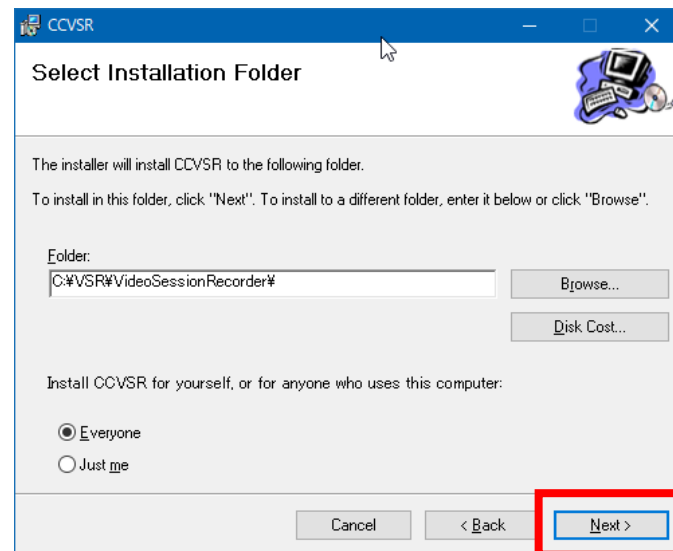 CCVSR
Select Installation Folder
The installer will install CCVSR to the following folder.
To install in this folder, click "Next". To install to a different folder, enter it below or click "Browse".
Folder:
C:¥VSR¥VideoSessionRecorder¥
Browse...
Disk Cost...
Install CCVSR for yourself, or for anyone who uses this computer:
Everyone
Just me
Cancel
< Back
Next >